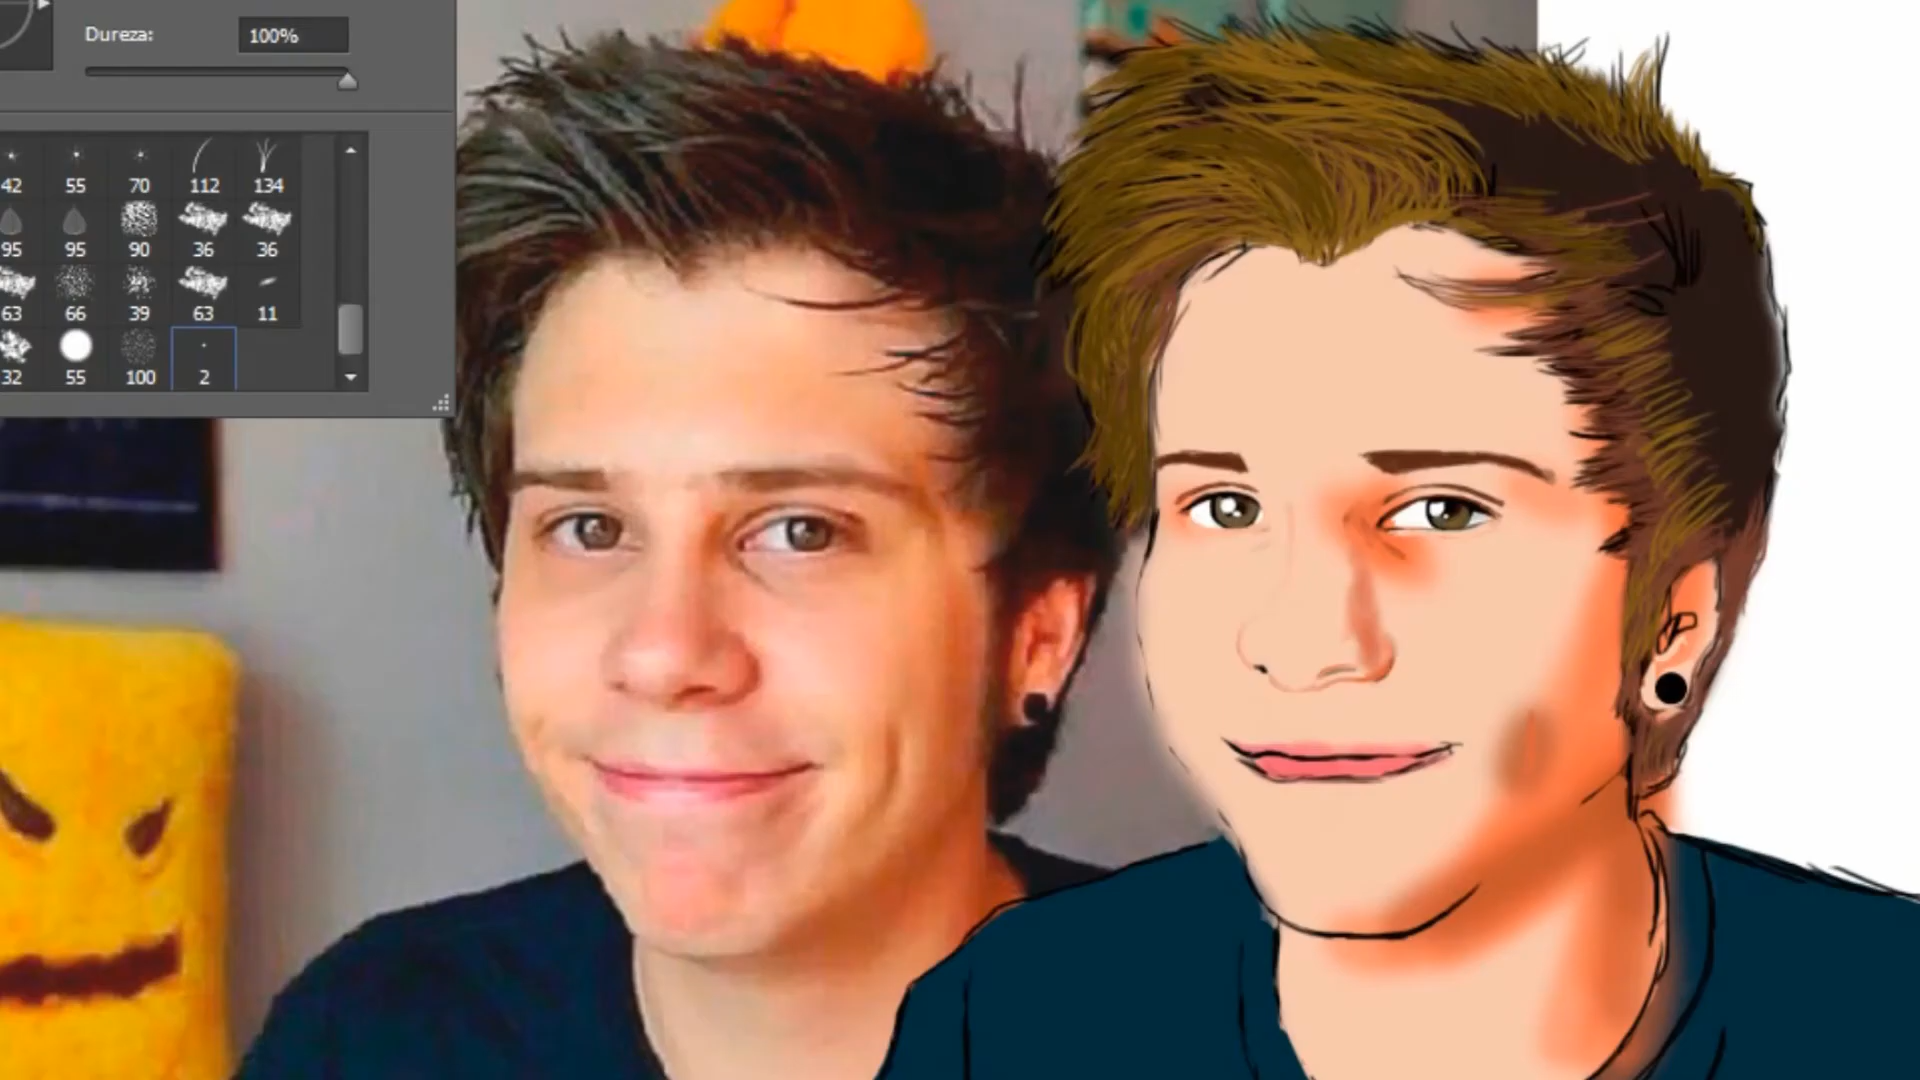 Dureza: 100%
42 55 70 112 134
95 95 90 36 36
63 66 39 63 11
32 55 100 2